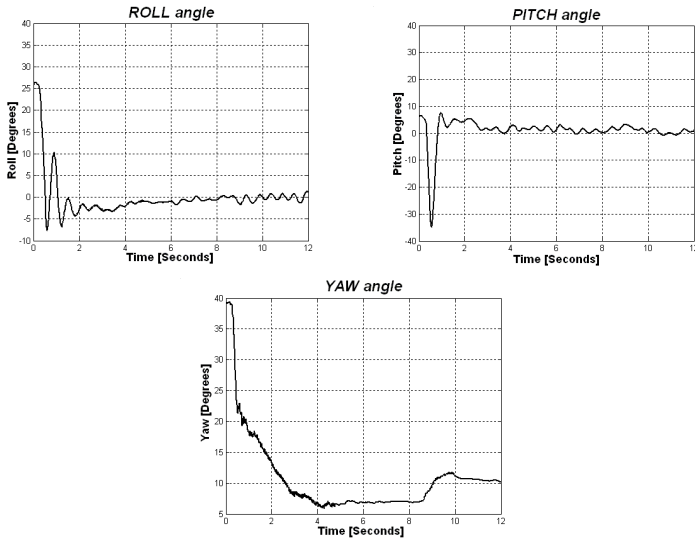 ROLL angle
40
35
30
25
20
15
10
5
0
-5
-10
Roll [Degrees]
0 2 4 6 8 10 12
Time [Seconds]
PITCH angle
40
30
20
10
0
-10
-20
-30
-40
Pitch [Degrees]
0 2 4 6 8 10 12
Time [Seconds]
YAW angle
40
35
30
25
20
15
10
5
Yaw [Degrees]
0 2 4 6 8 10 12
Time [Seconds]